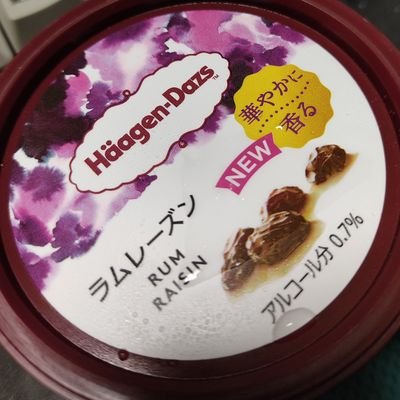 Häagen-Dazs™
華やかに
香る
NEW
ラムレーズン
RUM
RAISIN
アルコール分 0.7%